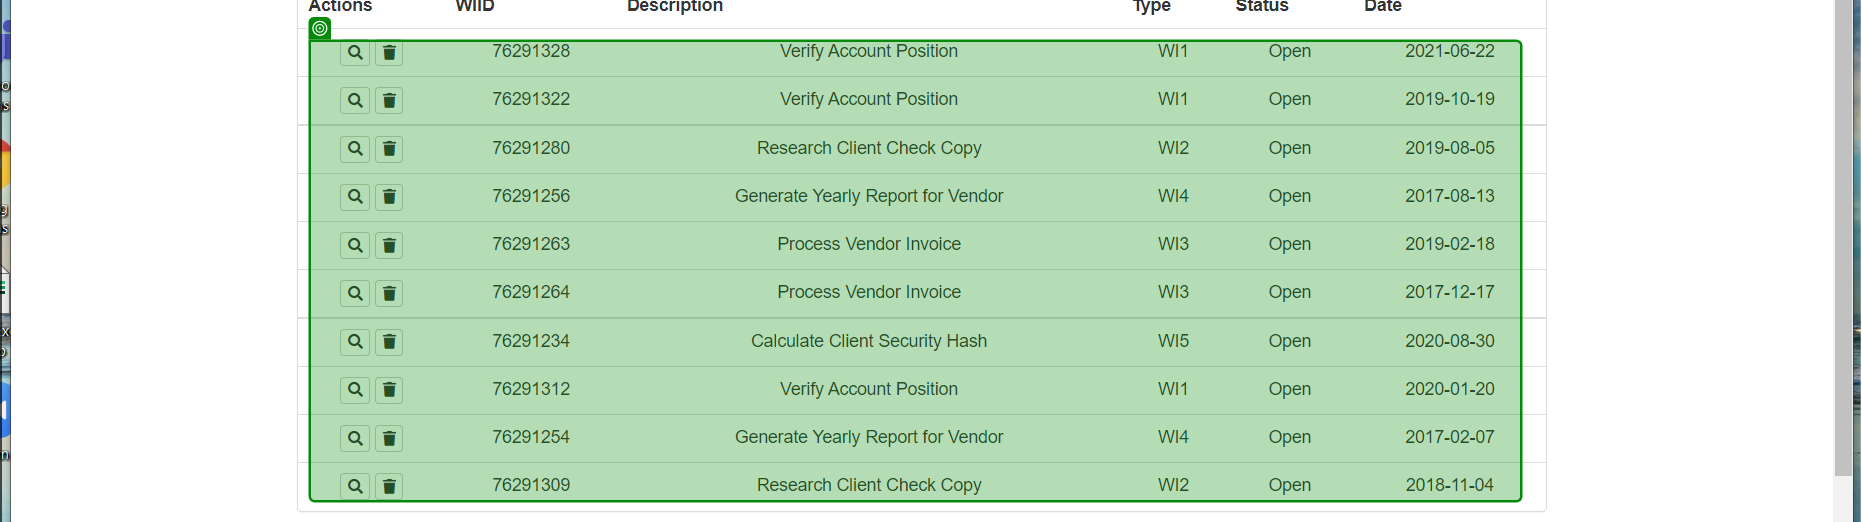 Actions WIID Description Type Status Date
76291328 Verify Account Position WI1 Open 2021-06-22
76291322 Verify Account Position WI1 Open 2019-10-19
76291280 Research Client Check Copy WI2 Open 2019-08-05
76291256 Generate Yearly Report for Vendor WI4 Open 2017-08-13
76291263 Process Vendor Invoice WI3 Open 2019-02-18
76291264 Process Vendor Invoice WI3 Open 2017-12-17
76291234 Calculate Client Security Hash WI5 Open 2020-08-30
76291312 Verify Account Position WI1 Open 2020-01-20
76291254 Generate Yearly Report for Vendor WI4 Open 2017-02-07
76291309 Research Client Check Copy WI2 Open 2018-11-04